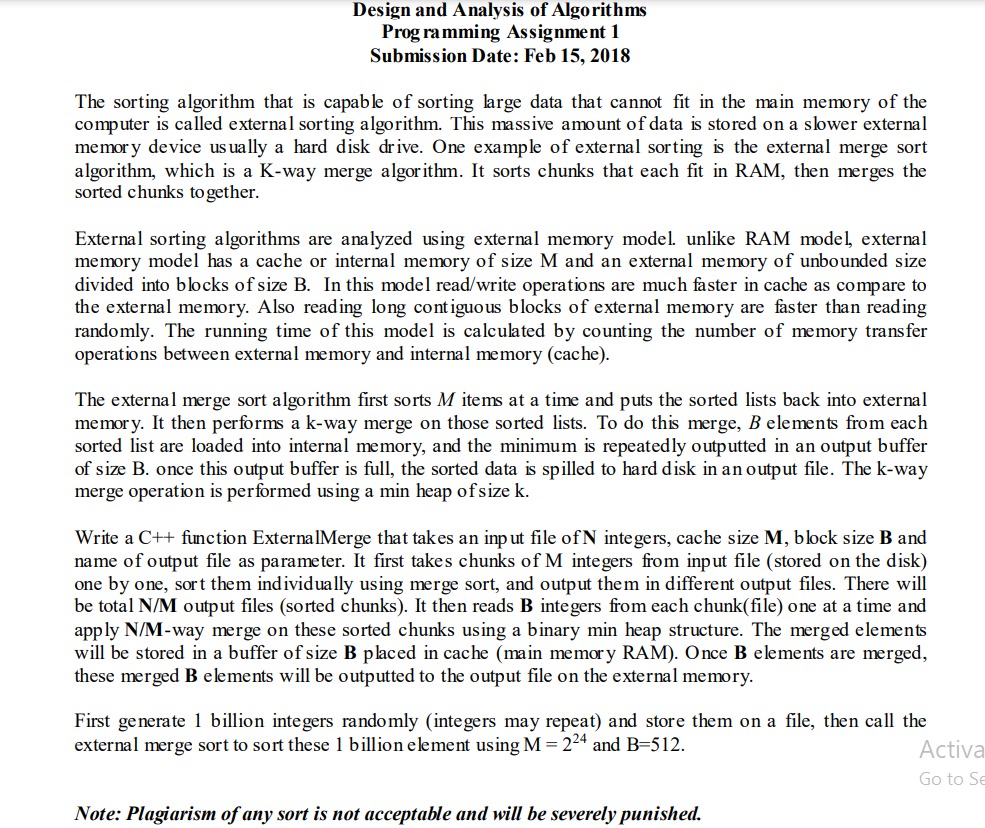 Design and Analysis of Algorithms
Programming Assignment 1
Submission Date: Feb 15, 2018
The sorting algorithm that is capable of sorting large data that cannot fit in the main memory of the
computer is called external sorting algorithm. This massive amount of data is stored on a slower external
memory device usually a hard disk drive. One example of external sorting is the external merge sort
algorithm, which is a K-way merge algorithm. It sorts chunks that each fit in RAM, then merges the
sorted chunks together.
External sorting algorithms are analyzed using external memory model. unlike RAM model, external
memory model has a cache or internal memory of size M and an external memory of unbounded size
divided into blocks of size B. In this model read/write operations are much faster in cache as compare to
the external memory. Also reading long contiguous blocks of external memory are faster than reading
randomly. The running time of this model is calculated by counting the number of memory transfer
operations between external memory and internal memory (cache).
The external merge sort algorithm first sorts M items at a time and puts the sorted lists back into external
memory. It then performs a k-way merge on those sorted lists. To do this merge, B elements from each
sorted list are loaded into internal memory, and the minimum is repeatedly outputted in an output buffer
of size B. once this output buffer is full, the sorted data is spilled to hard disk in an output file. The k-way
merge operation is performed using a min heap of size k.
Write a C++ function ExternalMerge that takes an input file of N integers, cache size M, block size B and
name of output file as parameter. It first takes chunks of M integers from input file (stored on the disk)
one by one, sort them individually using merge sort, and output them in different output files. There will
be total N/M output files (sorted chunks). It then reads B integers from each chunk(file) one at a time and
apply N/M-way merge on these sorted chunks using a binary min heap structure. The merged elements
will be stored in a buffer of size B placed in cache (main memory RAM). Once B elements are merged,
these merged B elements will be outputted to the output file on the external memory.
First generate 1 billion integers randomly (integers may repeat) and store them on a file, then call the
external merge sort to sort these 1 billion element using M = 2²⁴ and B=512.
Activa
Go to Se
Note: Plagiarism of any sort is not acceptable and will be severely punished.